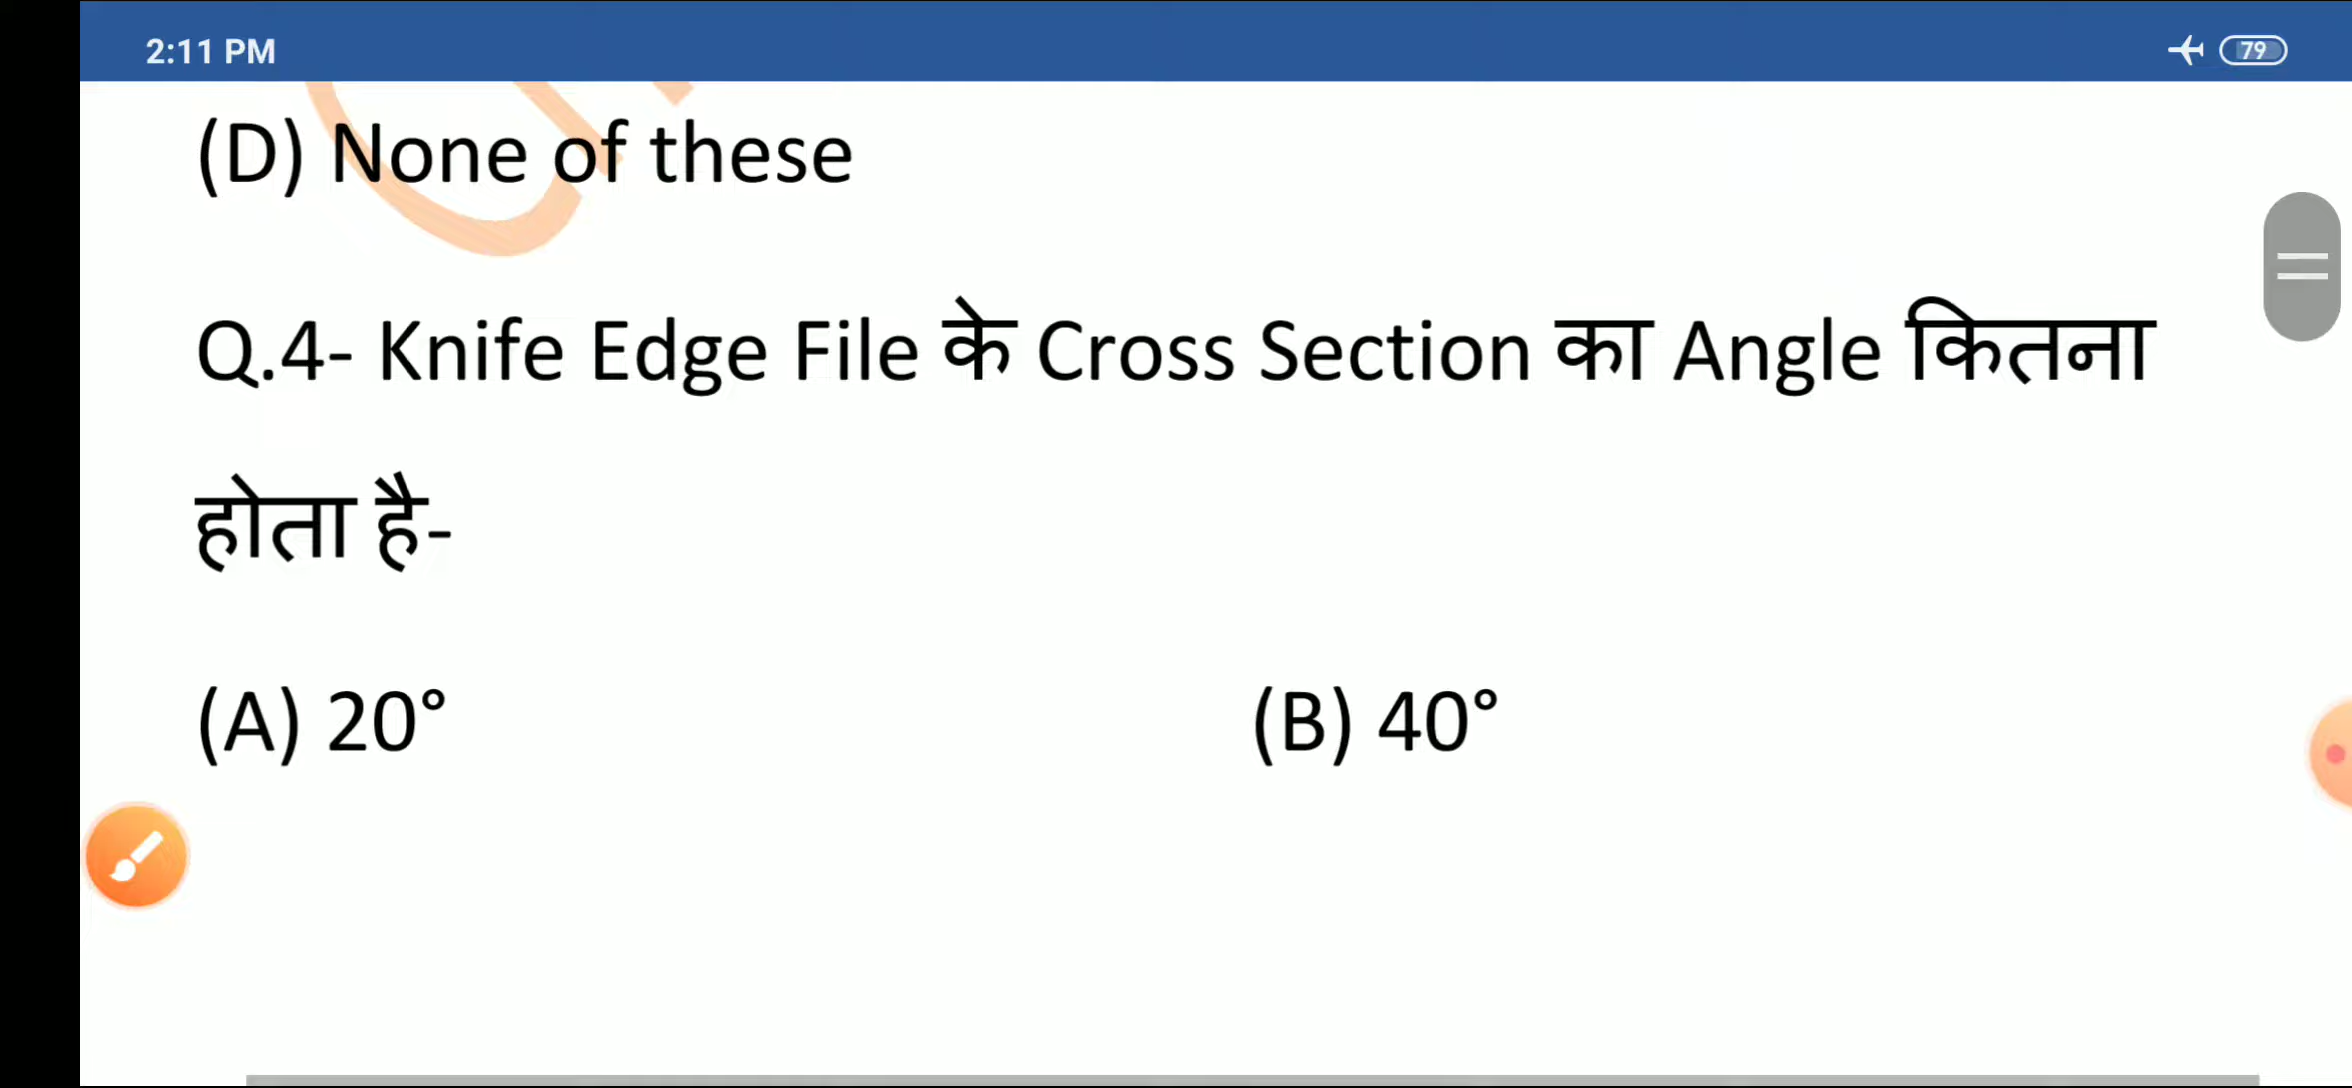 2:11 PM
79
(D) None of these
Q.4- Knife Edge File के Cross Section का Angle कितना
होता है-
(A) 20° (B) 40°